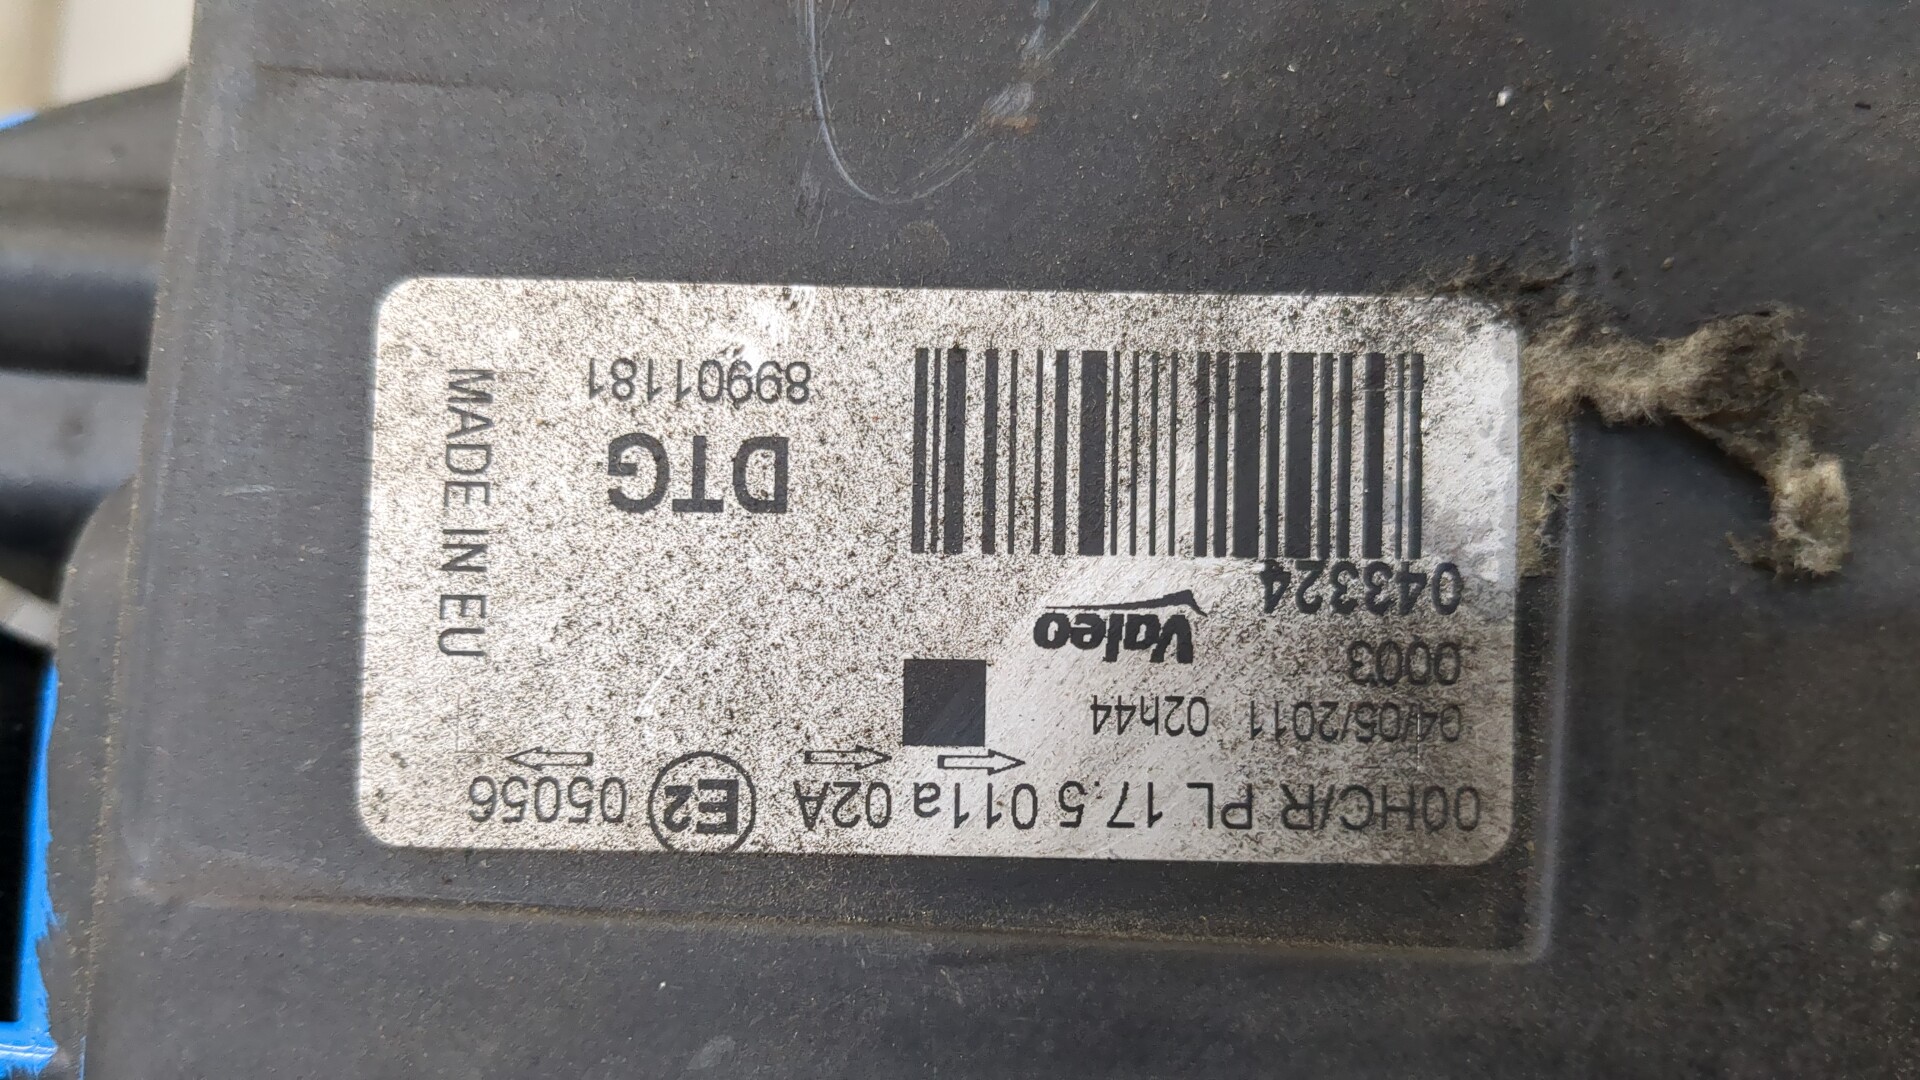 00HC/R PL 17.5 011a 02A E2 05056
04/05/2011 02h44
0003
043324
Valeo
DTG
89901181
MADE IN EU